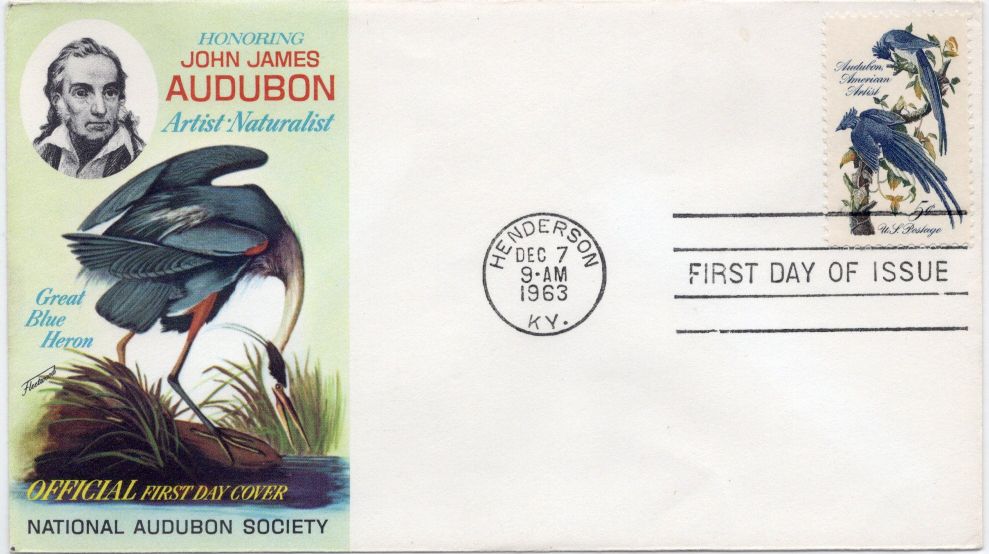 HONORING
JOHN JAMES
AUDUBON
Artist·Naturalist
Great
Blue
Heron
Fleetwood
OFFICIAL FIRST DAY COVER
NATIONAL AUDUBON SOCIETY
HENDERSON
DEC 7
9-AM
1963
KY.
Audubon,
American
Artist
5¢
U.S. Postage
FIRST DAY OF ISSUE